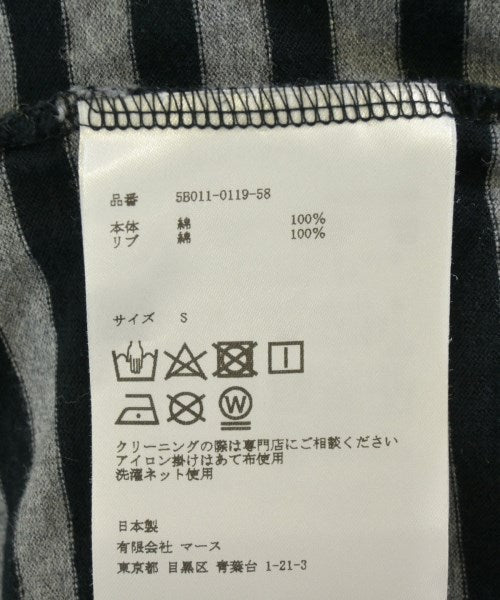 品番 5B011-0119-58
本体 綿 100%
リブ 綿 100%
サイズ S
W
クリーニングの際は専門店にご相談ください
アイロン掛けはあて布使用
洗濯ネット使用
日本製
有限会社 マース
東京都 目黒区 青葉台 1-21-3